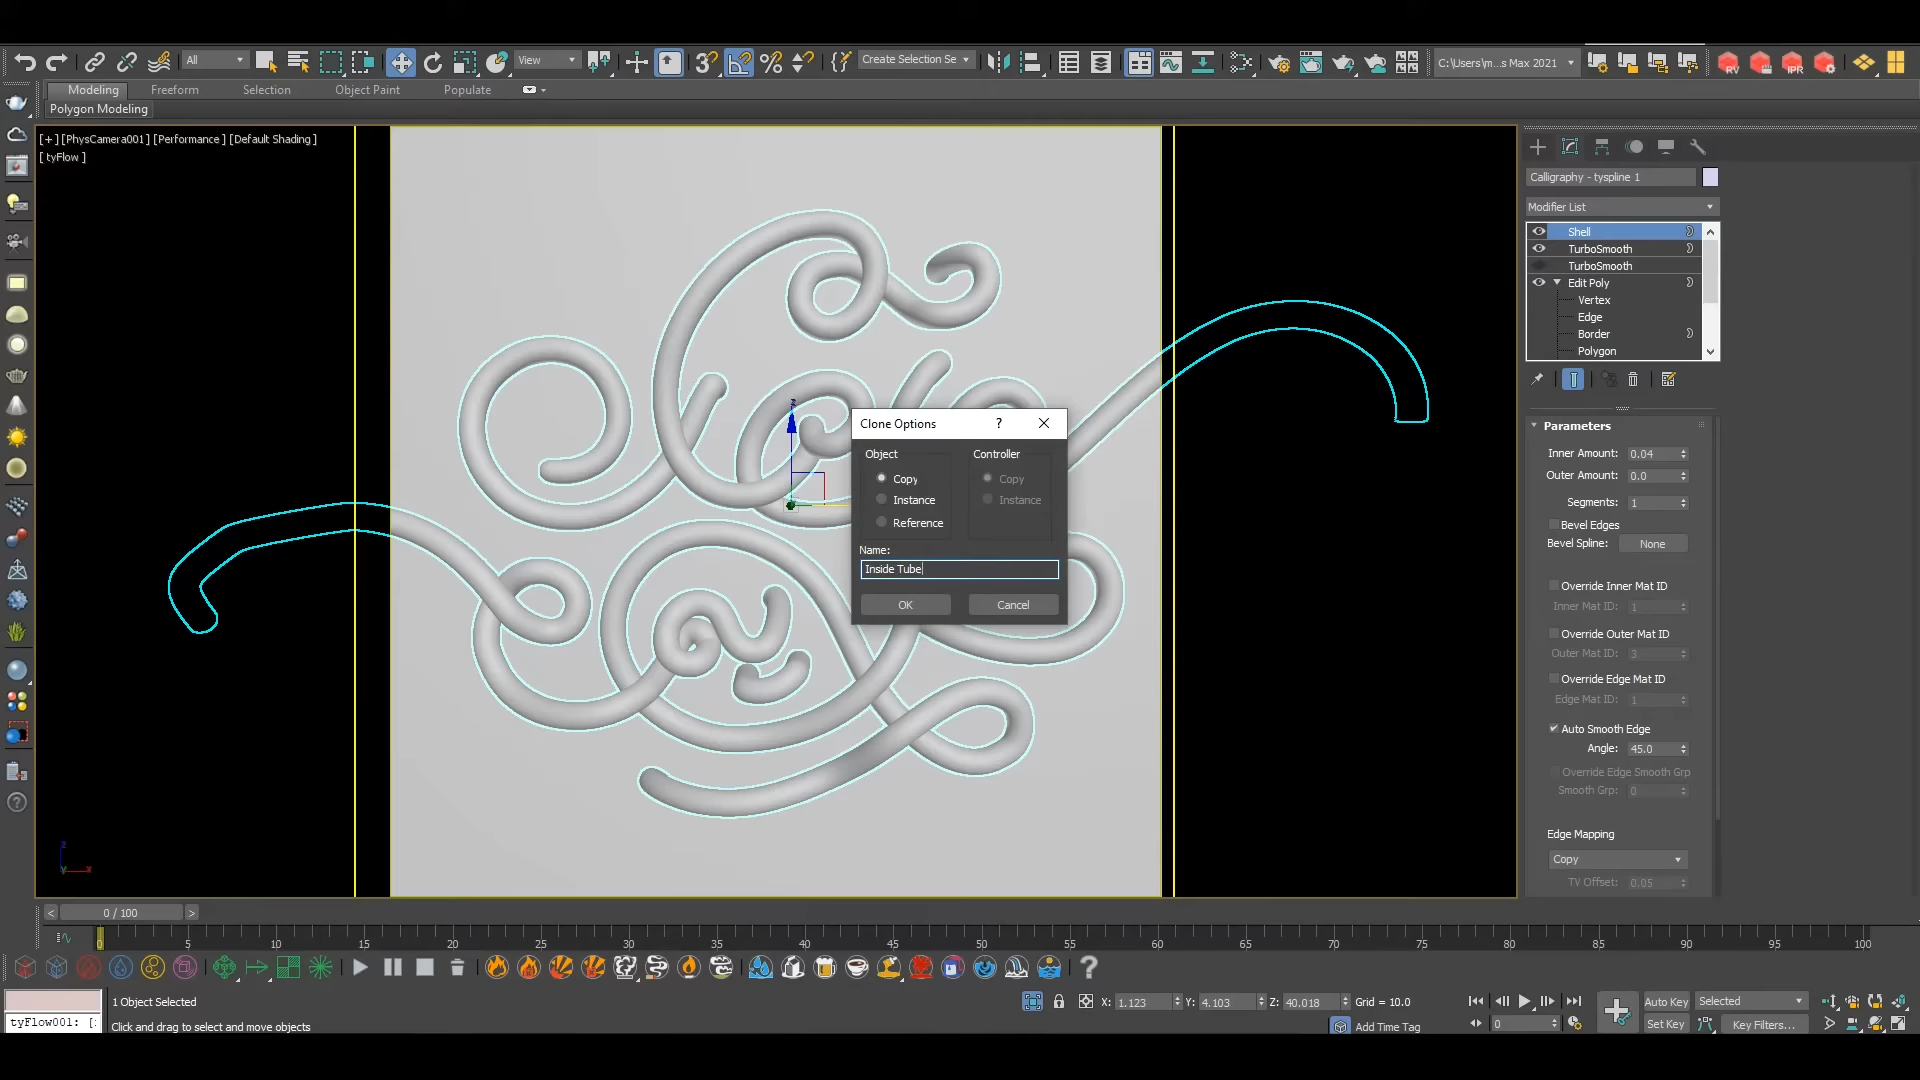 All
View
Create Selection Se
C:\Users\m...s Max 2021
RV
IPR
Modeling
Freeform
Selection
Object Paint
Populate
Polygon Modeling
[+] [PhysCamera001] [Performance] [Default Shading]
[ tyFlow ]
Calligraphy - tyspline 1
Modifier List
Shell
TurboSmooth
TurboSmooth
Edit Poly
Vertex
Edge
Border
Polygon
Clone Options
?
Object
Controller
Copy
Copy
Instance
Instance
Reference
Name:
Inside Tube
OK
Cancel
Parameters
Inner Amount: 0.04
Outer Amount: 0.0
Segments: 1
Bevel Edges
Bevel Spline: None
Override Inner Mat ID
Inner Mat ID: 1
Override Outer Mat ID
Outer Mat ID: 3
Override Edge Mat ID
Edge Mat ID: 1
Auto Smooth Edge
Angle: 45.0
Override Edge Smooth Grp
Smooth Grp: 0
Edge Mapping
Copy
TV Offset: 0.05
z
z
x
y
< 0 / 100 >
0 5 10 15 20 25 30 35 40 45 50 55 60 65 70 75 80 85 90 95 100
1 Object Selected
X: 1.123 Y: 4.103 Z: 40.018 Grid = 10.0
Auto Key
Selected
tyFlow001: [
Click and drag to select and move objects
Add Time Tag
0
Set Key
Key Filters...